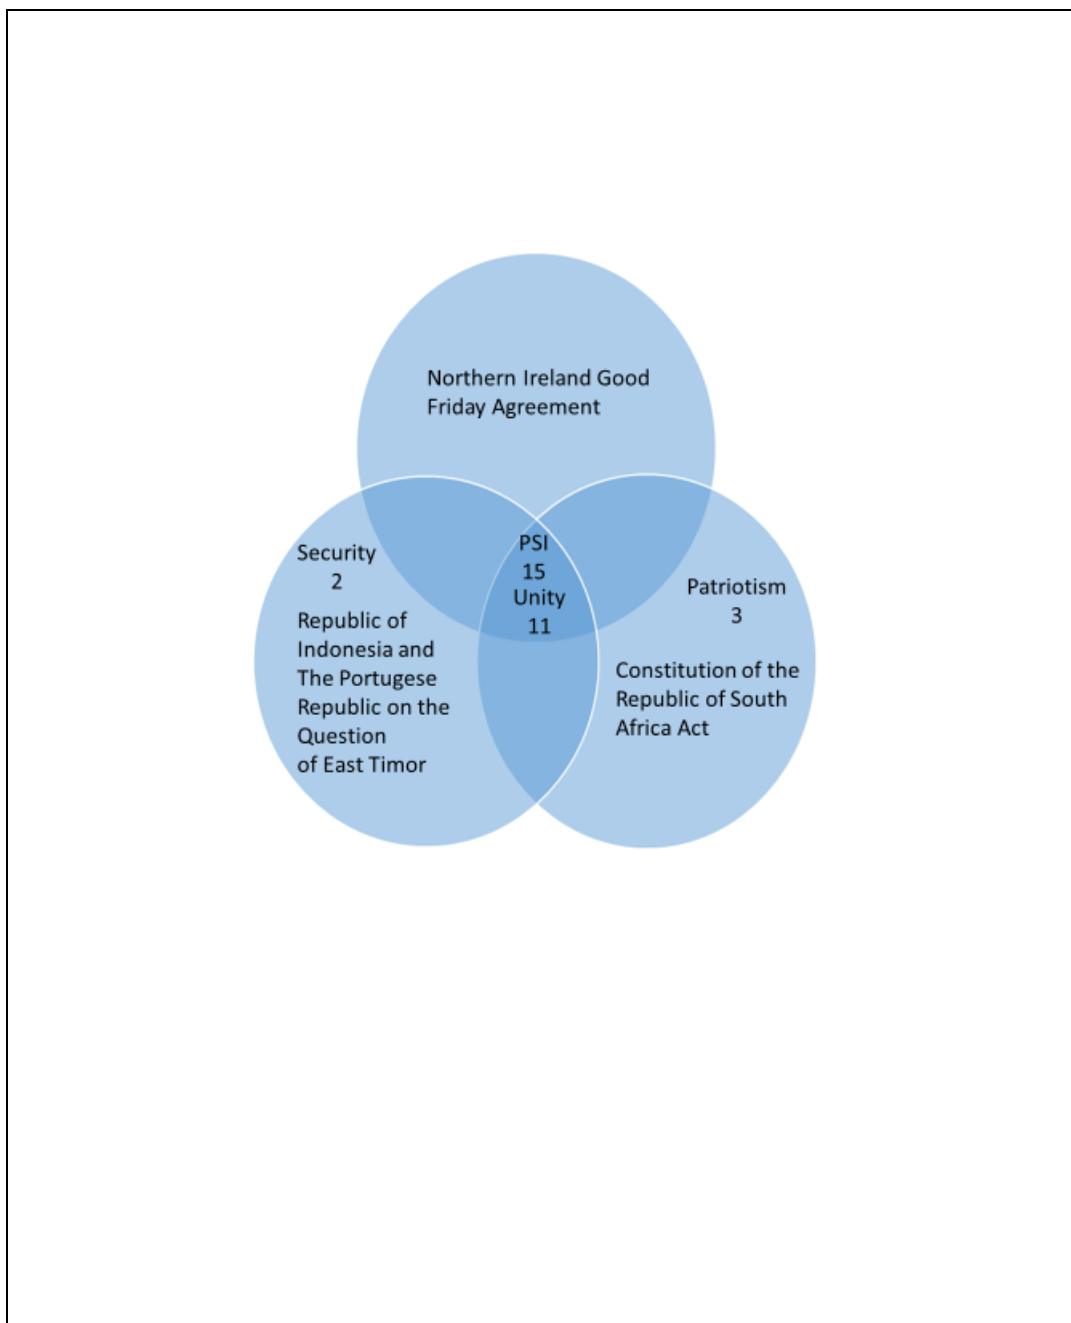 Northern Ireland Good
Friday Agreement
PSI
15
Unity
11
Security
2
Republic of
Indonesia and
The Portugese
Republic on the
Question
of East Timor
Patriotism
3
Constitution of the
Republic of South
Africa Act